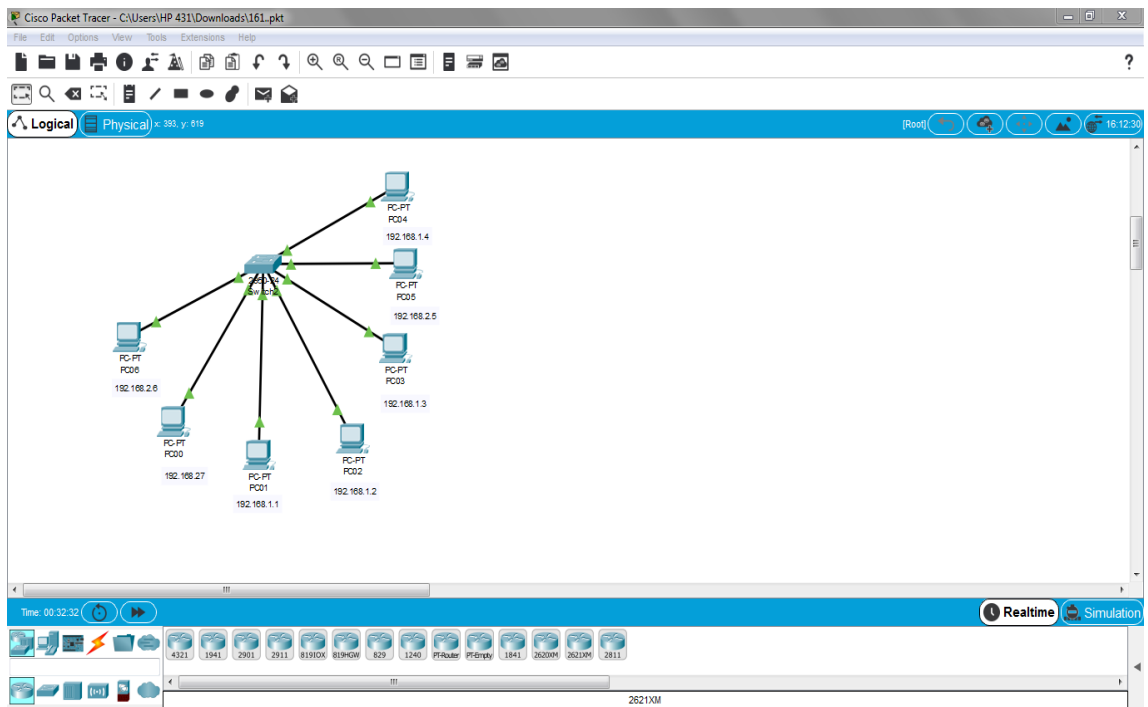 Cisco Packet Tracer - C:\Users\HP 431\Downloads\161_.pkt
File Edit Options View Tools Extensions Help
?
Logical Physical x: 393, y: 619 [Root] 16:12:30
PC-PT
PC04
192.168.1.4
2950-24
Switch2
PC-PT
PC05
192.168.2.5
PC-PT
PC06
192.168.2.6
PC-PT
PC03
192.168.1.3
PC-PT
PC00
192.168.27
PC-PT
PC01
192.168.1.1
PC-PT
PC02
192.168.1.2
Time: 00:32:32 Realtime Simulation
4321 1941 2901 2911 819IOX 819HGW 829 1240 PT-Router PT-Empty 1841 2620XM 2621XM 2811
2621XM